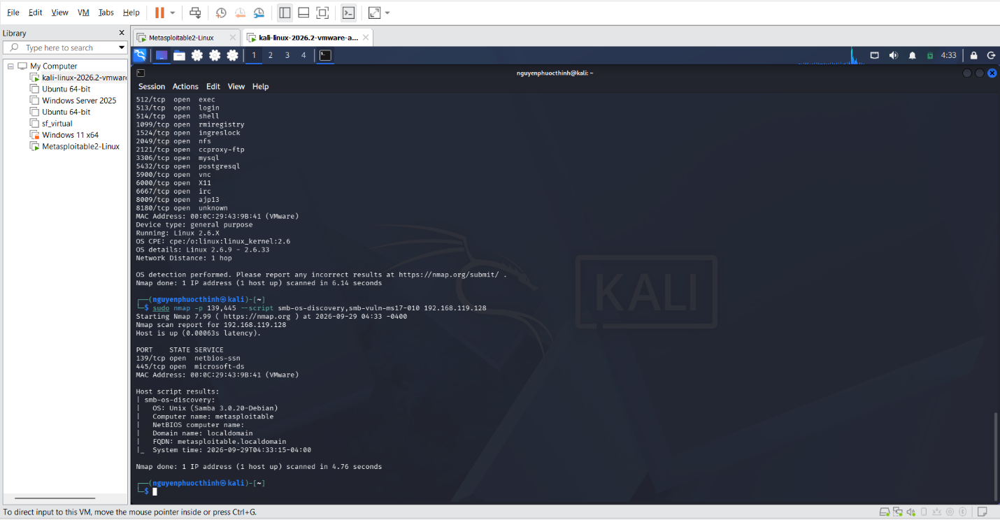 File Edit View VM Tabs Help
Library
Type here to search
My Computer
kali-linux-2026.2-vmware
Ubuntu 64-bit
Windows Server 2025
Ubuntu 64-bit
sf_virtual
Windows 11 x64
Metasploitable2-Linux
Metasploitable2-Linux
kali-linux-2026.2-vmware-a...
1 2 3 4
4:33
nguyenphuocthinh@kali: ~
Session Actions Edit View Help
512/tcp open exec
513/tcp open login
514/tcp open shell
1099/tcp open rmiregistry
1524/tcp open ingreslock
2049/tcp open nfs
2121/tcp open ccproxy-ftp
3306/tcp open mysql
5432/tcp open postgresql
5900/tcp open vnc
6000/tcp open X11
6667/tcp open irc
8009/tcp open ajp13
8180/tcp open unknown
MAC Address: 00:0C:29:43:9B:41 (VMware)
Device type: general purpose
Running: Linux 2.6.X
OS CPE: cpe:/o:linux:linux_kernel:2.6
OS details: Linux 2.6.9 - 2.6.33
Network Distance: 1 hop
OS detection performed. Please report any incorrect results at https://nmap.org/submit/ .
Nmap done: 1 IP address (1 host up) scanned in 6.14 seconds
┌──(nguyenphuocthinh㉿kali)-[~]
└─$ sudo nmap -p 139,445 --script smb-os-discovery,smb-vuln-ms17-010 192.168.119.128
Starting Nmap 7.99 ( https://nmap.org ) at 2026-09-29 04:33 -0400
Nmap scan report for 192.168.119.128
Host is up (0.00063s latency).
PORT STATE SERVICE
139/tcp open netbios-ssn
445/tcp open microsoft-ds
MAC Address: 00:0C:29:43:9B:41 (VMware)
Host script results:
| smb-os-discovery:
| OS: Unix (Samba 3.0.20-Debian)
| Computer name: metasploitable
| NetBIOS computer name:
| Domain name: localdomain
| FQDN: metasploitable.localdomain
|_ System time: 2026-09-29T04:33:15-04:00
Nmap done: 1 IP address (1 host up) scanned in 4.76 seconds
┌──(nguyenphuocthinh㉿kali)-[~]
└─$
KALI
To direct input to this VM, move the mouse pointer inside or press Ctrl+G.